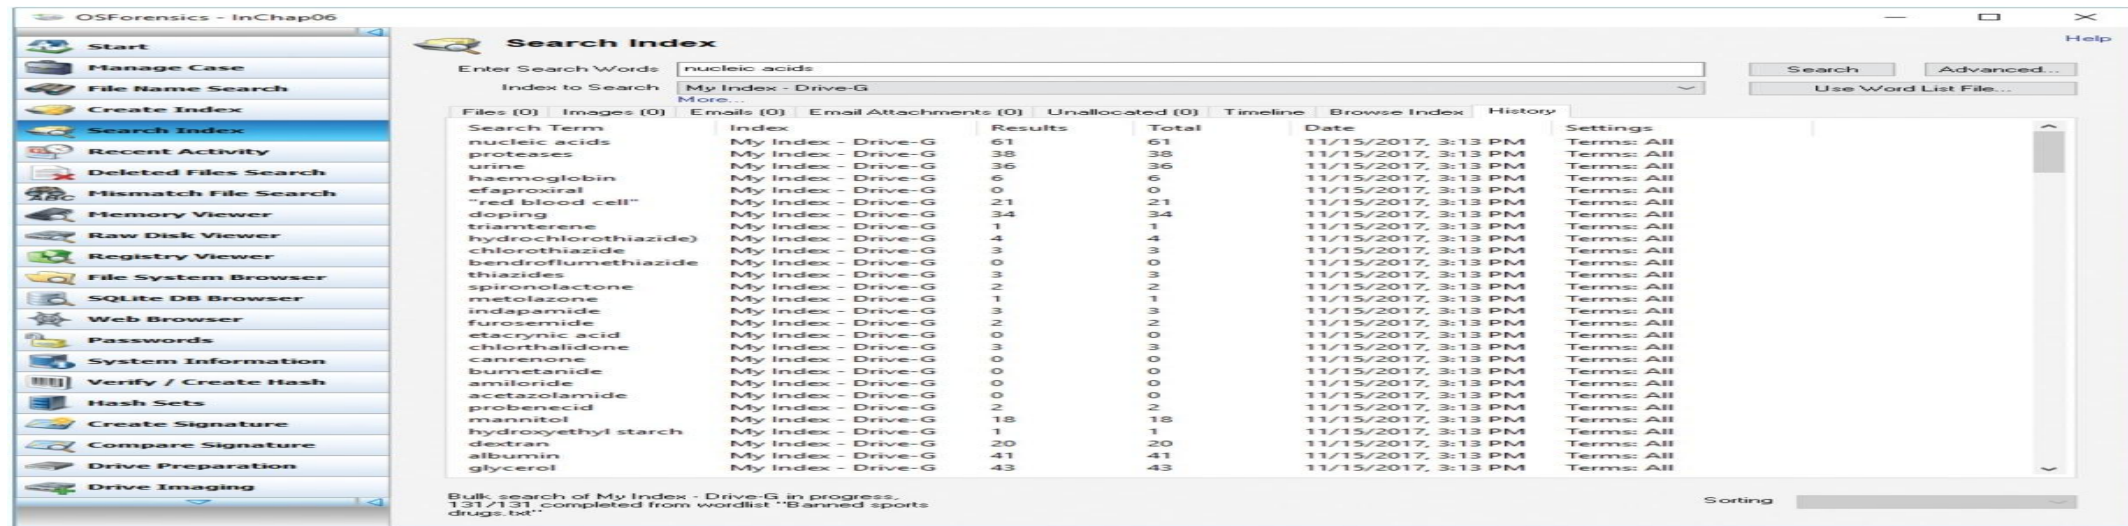 OSForensics - InChap06
Start
Manage Case
File Name Search
Create Index
Search Index
Recent Activity
Deleted Files Search
Mismatch File Search
Memory Viewer
Raw Disk Viewer
Registry Viewer
File System Browser
SQLite DB Browser
Web Browser
Passwords
System Information
Verify / Create Hash
Hash Sets
Create Signature
Compare Signature
Drive Preparation
Drive Imaging
Search Index
Help
Enter Search Words nucleic acids Search Advanced...
Index to Search My Index - Drive-G Use Word List File...
More...
Files (0) Images (0) Emails (0) Email Attachments (0) Unallocated (0) Timeline Browse Index History
Search Term Index Results Total Date Settings
nucleic acids My Index - Drive-G 61 61 11/15/2017, 3:13 PM Terms: All
proteases My Index - Drive-G 38 38 11/15/2017, 3:13 PM Terms: All
urine My Index - Drive-G 36 36 11/15/2017, 3:13 PM Terms: All
haemoglobin My Index - Drive-G 6 6 11/15/2017, 3:13 PM Terms: All
efaproxiral My Index - Drive-G 0 0 11/15/2017, 3:13 PM Terms: All
"red blood cell" My Index - Drive-G 21 21 11/15/2017, 3:13 PM Terms: All
doping My Index - Drive-G 34 34 11/15/2017, 3:13 PM Terms: All
triamterene My Index - Drive-G 1 1 11/15/2017, 3:13 PM Terms: All
hydrochlorothiazide) My Index - Drive-G 4 4 11/15/2017, 3:13 PM Terms: All
chlorothiazide My Index - Drive-G 3 3 11/15/2017, 3:13 PM Terms: All
bendroflumethiazide My Index - Drive-G 0 0 11/15/2017, 3:13 PM Terms: All
thiazides My Index - Drive-G 3 3 11/15/2017, 3:13 PM Terms: All
spironolactone My Index - Drive-G 2 2 11/15/2017, 3:13 PM Terms: All
metolazone My Index - Drive-G 1 1 11/15/2017, 3:13 PM Terms: All
indapamide My Index - Drive-G 3 3 11/15/2017, 3:13 PM Terms: All
furosemide My Index - Drive-G 2 2 11/15/2017, 3:13 PM Terms: All
etacrynic acid My Index - Drive-G 0 0 11/15/2017, 3:13 PM Terms: All
chlorthalidone My Index - Drive-G 3 3 11/15/2017, 3:13 PM Terms: All
canrenone My Index - Drive-G 0 0 11/15/2017, 3:13 PM Terms: All
bumetanide My Index - Drive-G 0 0 11/15/2017, 3:13 PM Terms: All
amiloride My Index - Drive-G 0 0 11/15/2017, 3:13 PM Terms: All
acetazolamide My Index - Drive-G 0 0 11/15/2017, 3:13 PM Terms: All
probenecid My Index - Drive-G 2 2 11/15/2017, 3:13 PM Terms: All
mannitol My Index - Drive-G 18 18 11/15/2017, 3:13 PM Terms: All
hydroxyethyl starch My Index - Drive-G 1 1 11/15/2017, 3:13 PM Terms: All
dextran My Index - Drive-G 20 20 11/15/2017, 3:13 PM Terms: All
albumin My Index - Drive-G 41 41 11/15/2017, 3:13 PM Terms: All
glycerol My Index - Drive-G 43 43 11/15/2017, 3:13 PM Terms: All
Bulk search of My Index - Drive-G in progress,
131/131 completed from wordlist "Banned sports
drugs.txt"
Sorting